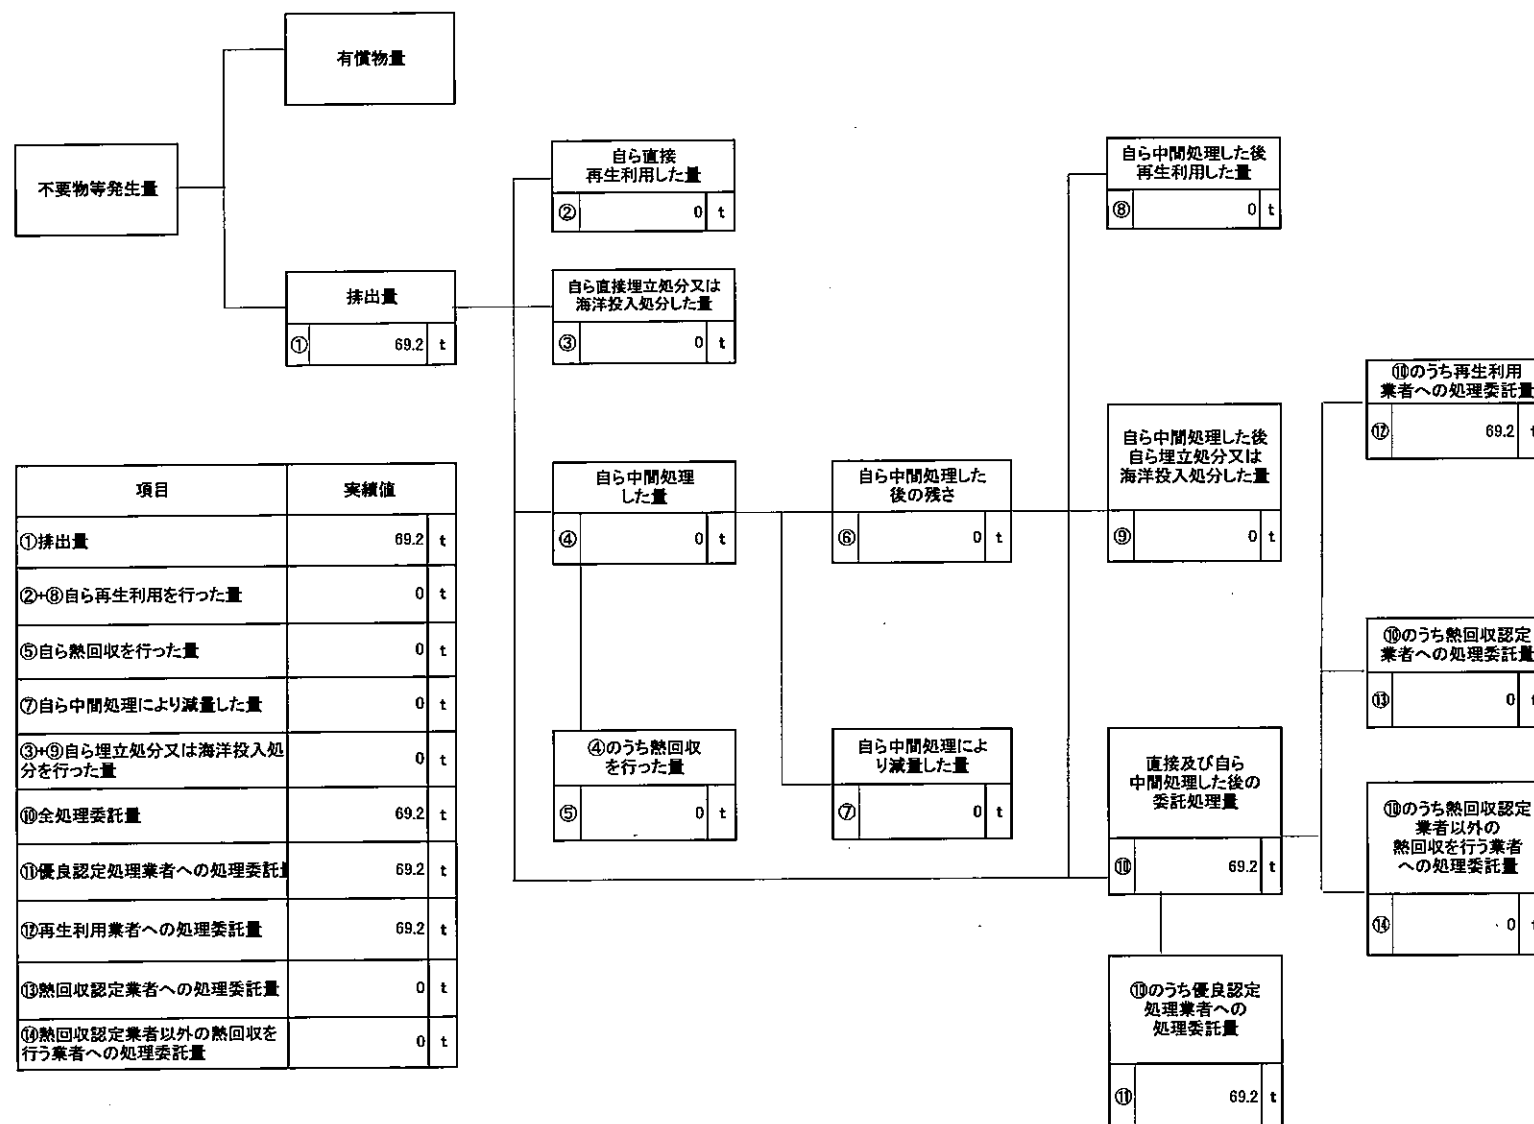 有償物量
不要物等発生量
排出量
① 69.2 t
自ら直接
再生利用した量
② 0 t
自ら直接埋立処分又は
海洋投入処分した量
③ 0 t
自ら中間処理
した量
④ 0 t
④のうち熱回収
を行った量
⑤ 0 t
自ら中間処理した
後の残さ
⑥ 0 t
自ら中間処理によ
り減量した量
⑦ 0 t
自ら中間処理した後
再生利用した量
⑧ 0 t
自ら中間処理した後
自ら埋立処分又は
海洋投入処分した量
⑨ 0 t
直接及び自ら
中間処理した後の
委託処理量
⑩ 69.2 t
⑩のうち優良認定
処理業者への
処理委託量
⑪ 69.2 t
⑩のうち再生利用
業者への処理委託量
⑫ 69.2 t
⑩のうち熱回収認定
業者への処理委託量
⑬ 0 t
⑩のうち熱回収認定
業者以外の
熱回収を行う業者
への処理委託量
⑭ 0 t
項目 実績値
①排出量 69.2 t
②+⑧自ら再生利用を行った量 0 t
⑤自ら熱回収を行った量 0 t
⑦自ら中間処理により減量した量 0 t
③+⑨自ら埋立処分又は海洋投入処
分を行った量 0 t
⑩全処理委託量 69.2 t
⑪優良認定処理業者への処理委託量 69.2 t
⑫再生利用業者への処理委託量 69.2 t
⑬熱回収認定業者への処理委託量 0 t
⑭熱回収認定業者以外の熱回収を
行う業者への処理委託量 0 t